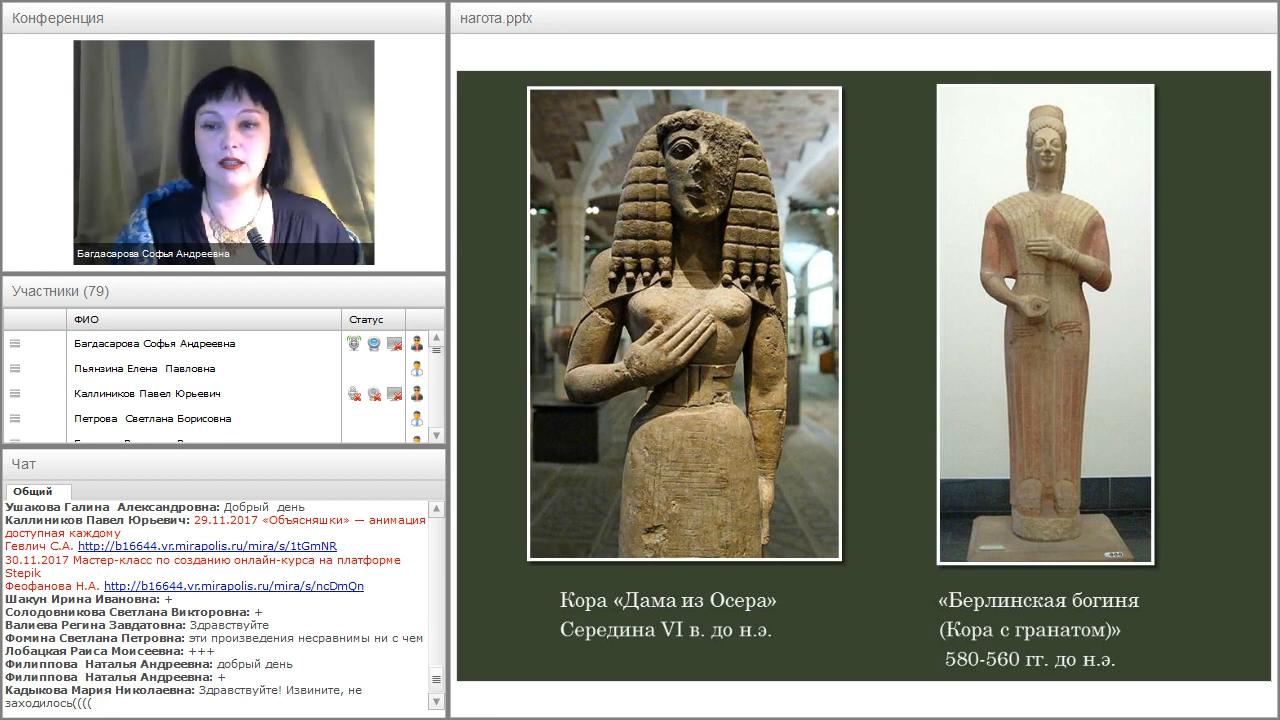 Конференция
Багдасарова Софья Андреевна
Участники (79)
ФИО
Статус
Багдасарова Софья Андреевна
Пьянзина Елена Павловна
Каллиников Павел Юрьевич
Петрова Светлана Борисовна
Чат
Общий
Ушакова Галина Александровна: Добрый день
Каллиников Павел Юрьевич: 29.11.2017 «Объясняшки» — анимация
доступная каждому
Гевлич С.А. http://b16644.vr.mirapolis.ru/mira/s/1tGmNR
30.11.2017 Мастер-класс по созданию онлайн-курса на платформе
Stepik
Феофанова Н.А. http://b16644.vr.mirapolis.ru/mira/s/ncDmQn
Шакун Ирина Ивановна: +
Солодовникова Светлана Викторовна: +
Валиева Регина Завдатовна: Здравствуйте
Фомина Светлана Петровна: эти произведения несравнимы ни с чем
Лобацкая Раиса Моисеевна: +++
Филиппова Наталья Андреевна: добрый день
Филиппова Наталья Андреевна: +
Кадыкова Мария Николаевна: Здравствуйте! Извините, не
заходилось((((
нагота.pptx
Кора «Дама из Осера»
Середина VI в. до н.э.
«Берлинская богиня
(Кора с гранатом)»
580-560 гг. до н.э.